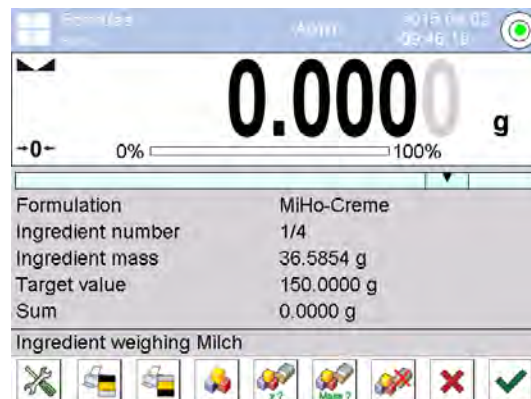 Formulas
0.0000 g
→0←
0% 100%
Formulation MiHo-Creme
Ingredient number 1/4
Ingredient mass 36.5854 g
Target value 150.0000 g
Sum 0.0000 g
Ingredient weighing Milch
x ? Mass ?